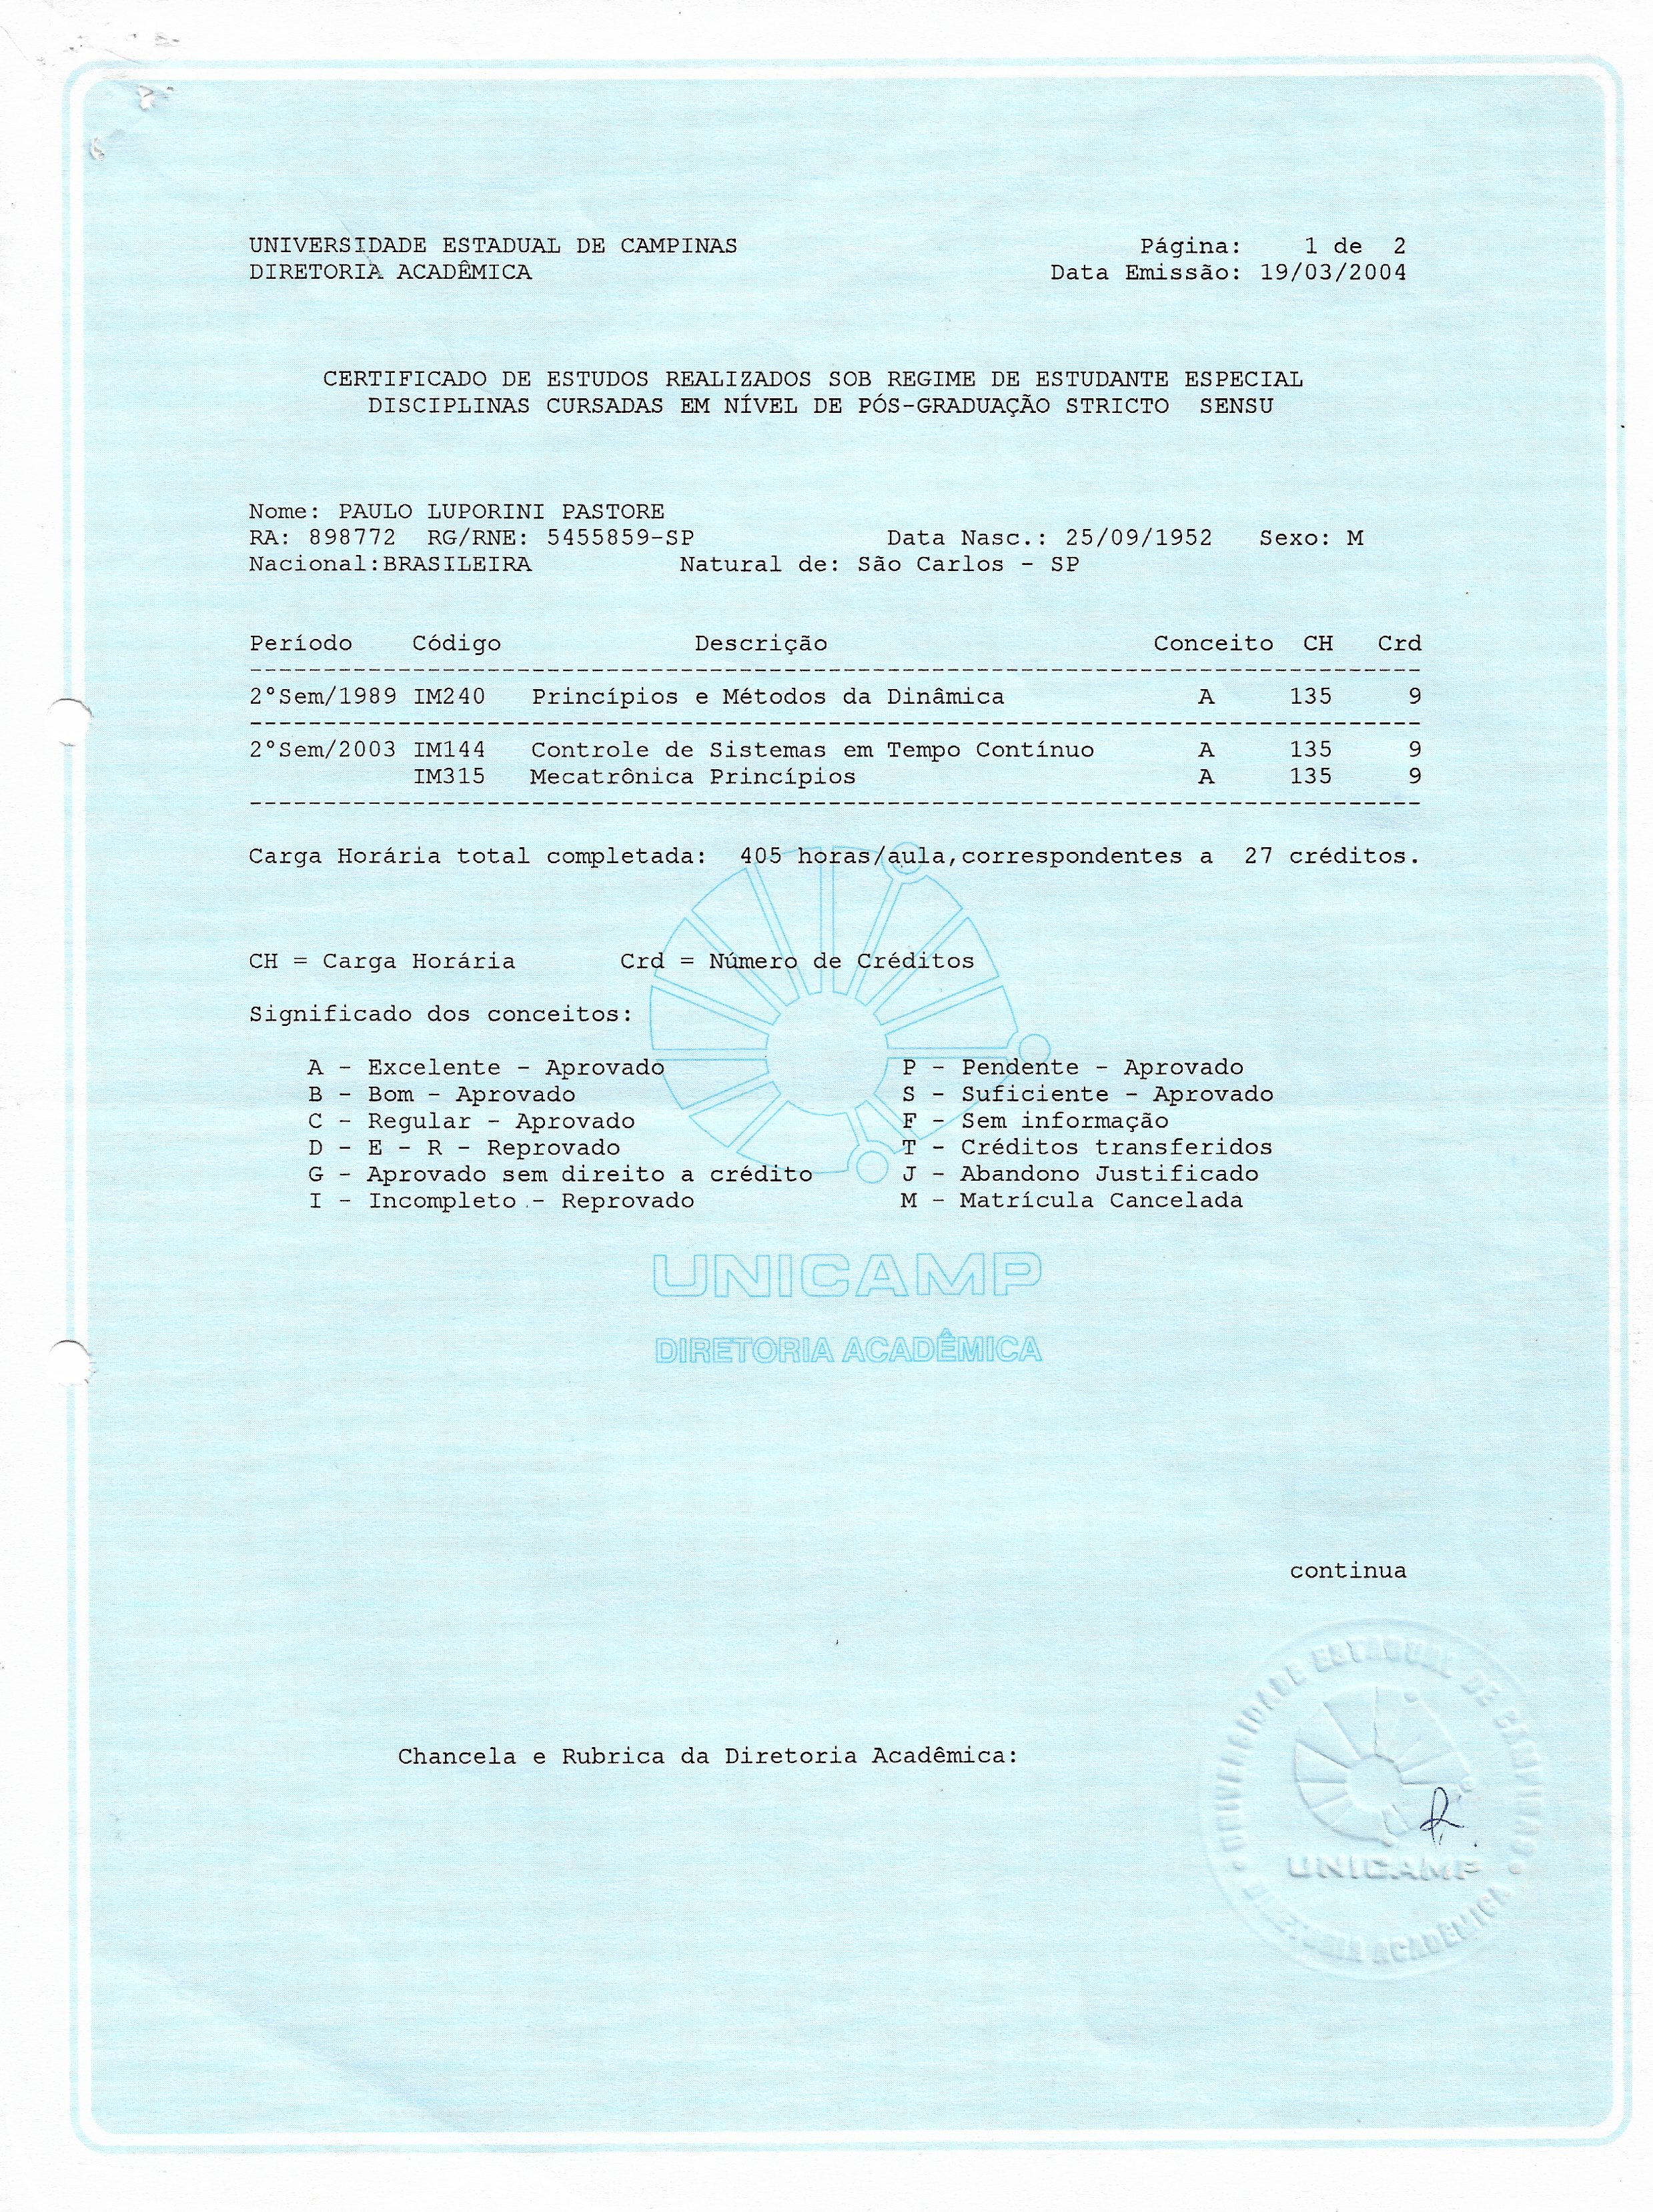 UNIVERSIDADE ESTADUAL DE CAMPINAS Página: 1 de 2
DIRETORIA ACADÊMICA Data Emissão: 19/03/2004
CERTIFICADO DE ESTUDOS REALIZADOS SOB REGIME DE ESTUDANTE ESPECIAL
DISCIPLINAS CURSADAS EM NÍVEL DE PÓS-GRADUAÇÃO STRICTO SENSU
Nome: PAULO LUPORINI PASTORE
RA: 898772 RG/RNE: 5455859-SP Data Nasc.: 25/09/1952 Sexo: M
Nacional:BRASILEIRA Natural de: São Carlos - SP
Período Código Descrição Conceito CH Crd
2°Sem/1989 IM240 Princípios e Métodos da Dinâmica A 135 9
2°Sem/2003 IM144 Controle de Sistemas em Tempo Contínuo A 135 9
IM315 Mecatrônica Princípios A 135 9
Carga Horária total completada: 405 horas/aula,correspondentes a 27 créditos.
CH = Carga Horária Crd = Número de Créditos
Significado dos conceitos:
A - Excelente - Aprovado P - Pendente - Aprovado
B - Bom - Aprovado S - Suficiente - Aprovado
C - Regular - Aprovado F - Sem informação
D - E - R - Reprovado T - Créditos transferidos
G - Aprovado sem direito a crédito J - Abandono Justificado
I - Incompleto - Reprovado M - Matrícula Cancelada
UNICAMP
DIRETORIA ACADÊMICA
continua
Chancela e Rubrica da Diretoria Acadêmica:
UNIVERSIDADE ESTADUAL DE CAMPINAS
UNICAMP
DIRETORIA ACADÊMICA